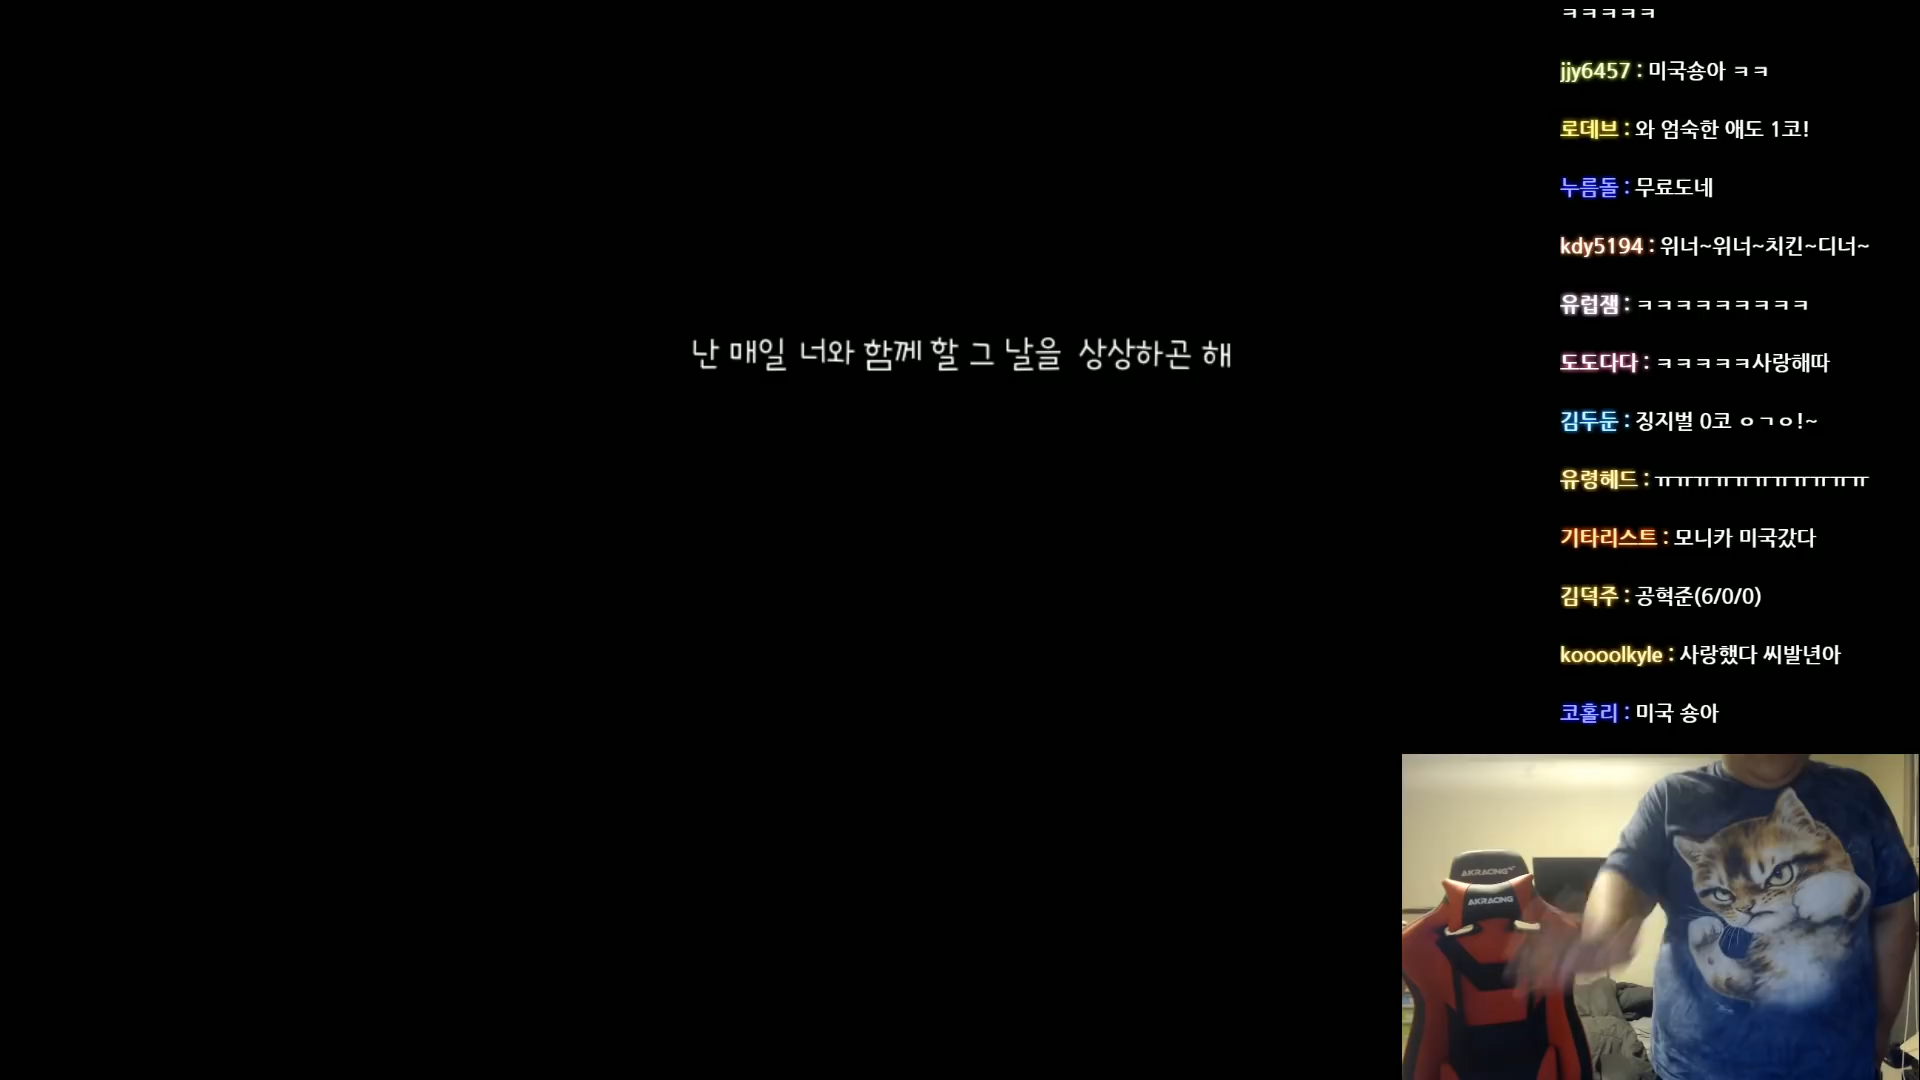 난 매일 너와 함께 할 그 날을 상상하곤 해
ㅋㅋㅋㅋㅋ
jjy6457 : 미국숑아 ㅋㅋ
로데브 : 와 엄숙한 애도 1코!
누름돌 : 무료도네
kdy5194 : 위너~위너~치킨~디너~
유럽잼 : ㅋㅋㅋㅋㅋㅋㅋㅋㅋ
도도다다 : ㅋㅋㅋㅋㅋ사랑해따
김두둔 : 징지벌 0코 ㅇㄱㅇ!~
유령헤드 : ㅠㅠㅠㅠㅠㅠㅠㅠㅠㅠㅠ
기타리스트 : 모니카 미국갔다
김덕주 : 공혁준(6/0/0)
koooolkyle : 사랑했다 씨발년아
코홀리 : 미국 숑아
AKRACING
AKRACING